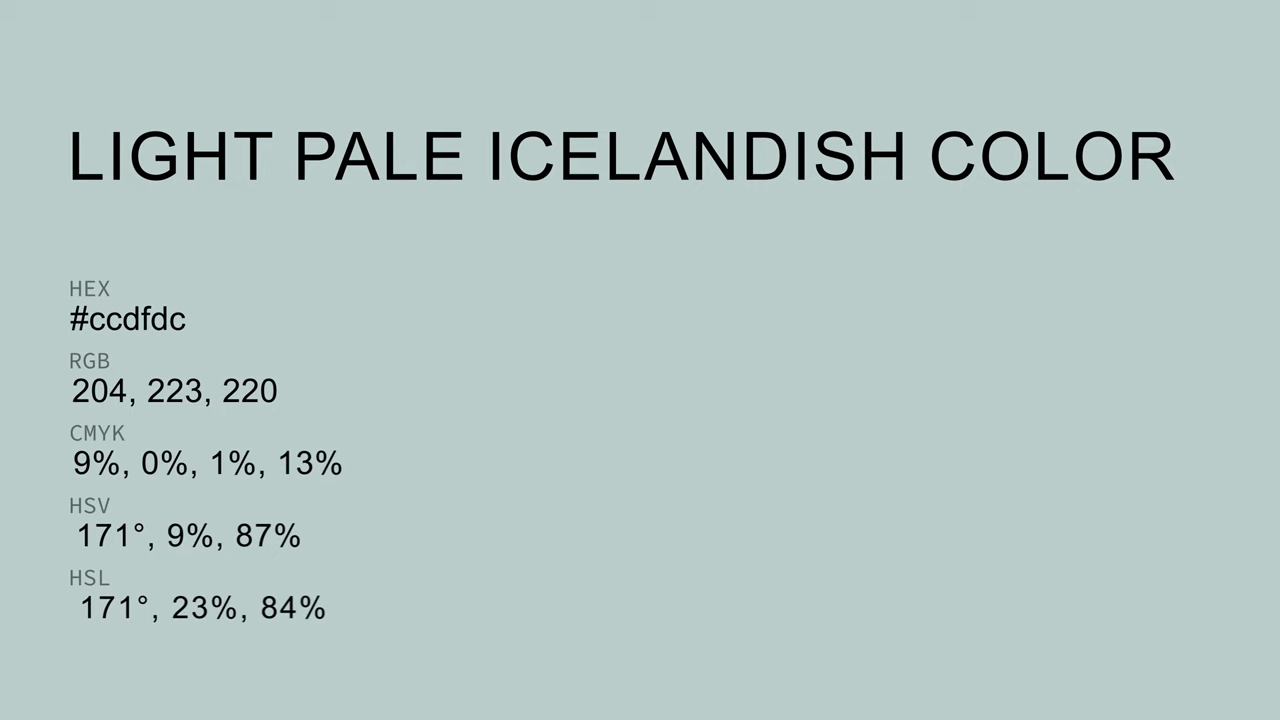 LIGHT PALE ICELANDISH COLOR
HEX
#ccdfdc
RGB
204, 223, 220
CMYK
9%, 0%, 1%, 13%
HSV
171°, 9%, 87%
HSL
171°, 23%, 84%